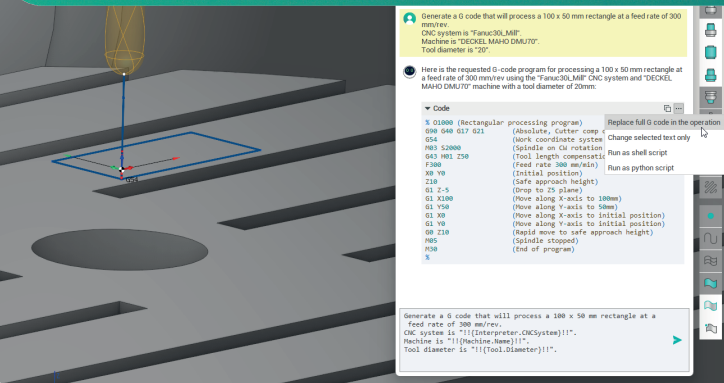 Generate a G code that will process a 100 x 50 mm rectangle at a feed rate of 300
mm/rev.
CNC system is "Fanuc30i_Mill".
Machine is "DECKEL MAHO DMU70".
Tool diameter is "20".
Here is the requested G-code program for processing a 100 x 50 mm rectangle at
a feed rate of 300 mm/rev using the "Fanuc30i_Mill" CNC system and "DECKEL
MAHO DMU70" machine with a tool diameter of 20mm:
Code
Replace full G code in the operation
Change selected text only
Run as shell script
Run as python script
% O1000 (Rectangular processing program)
G90 G40 G17 G21 (Absolute, Cutter comp
G54 (Work coordinate system
M03 S2000 (Spindle on CW rotation
G43 H01 Z50 (Tool length compensatio
F300 (Feed rate 300 mm/min)
X0 Y0 (Initial position)
Z10 (Safe approach height)
G1 Z-5 (Drop to Z5 plane)
G1 X100 (Move along X-axis to 100mm)
G1 Y50 (Move along Y-axis to 50mm)
G1 X0 (Move along X-axis to initial position)
G1 Y0 (Move along Y-axis to initial position)
G0 Z10 (Rapid move to safe approach height)
M05 (Spindle stopped)
M30 (End of program)
%
G54
Generate a G code that will process a 100 x 50 mm rectangle at a
feed rate of 300 mm/rev.
CNC system is "!!{Interpreter.CNCSystem}!!".
Machine is "!!{Machine.Name}!!".
Tool diameter is "!!{Tool.Diameter}!!".